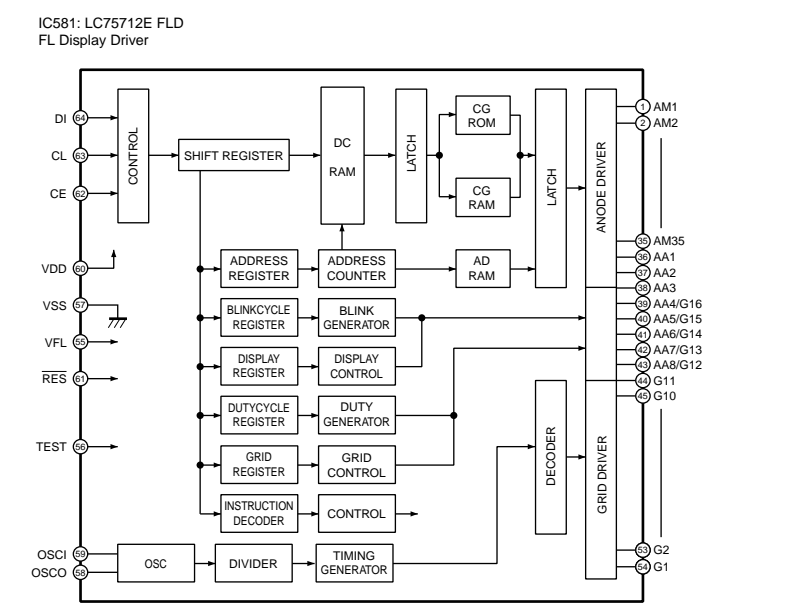 IC581: LC75712E FLD
FL Display Driver
DI 64
CL 63
CE 62
VDD 60
VSS 57
VFL 55
RES 61
TEST 56
OSCI 59
OSCO 58
CONTROL
SHIFT REGISTER
DC
RAM
LATCH
CG
ROM
CG
RAM
LATCH
ANODE DRIVER
ADDRESS
REGISTER
ADDRESS
COUNTER
AD
RAM
BLINKCYCLE
REGISTER
BLINK
GENERATOR
DISPLAY
REGISTER
DISPLAY
CONTROL
DUTYCYCLE
REGISTER
DUTY
GENERATOR
GRID
REGISTER
GRID
CONTROL
INSTRUCTION
DECODER
CONTROL
OSC
DIVIDER
TIMING
GENERATOR
DECODER
GRID DRIVER
1 AM1
2 AM2
35 AM35
36 AA1
37 AA2
38 AA3
39 AA4/G16
40 AA5/G15
41 AA6/G14
42 AA7/G13
43 AA8/G12
44 G11
45 G10
53 G2
54 G1